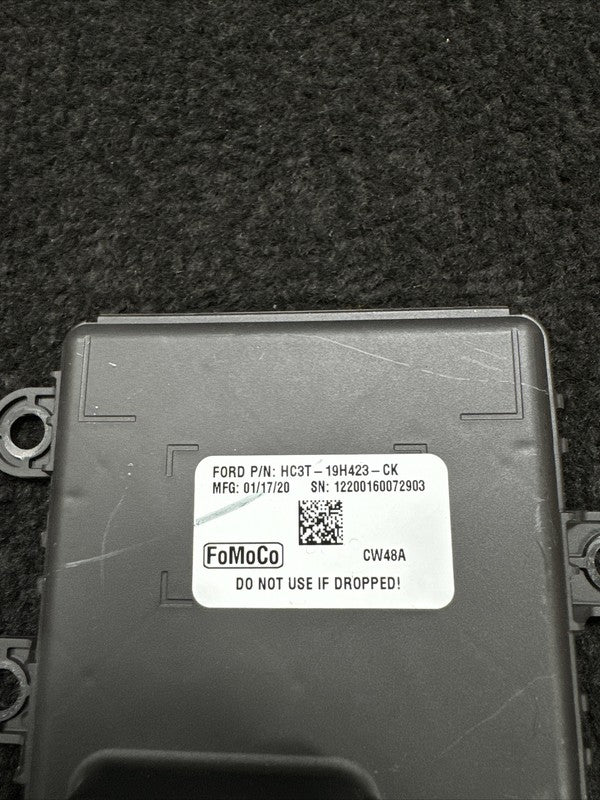 FORD P/N: HC3T-19H423-CK
MFG: 01/17/20 SN: 12200160072903
FoMoCo CW48A
DO NOT USE IF DROPPED!